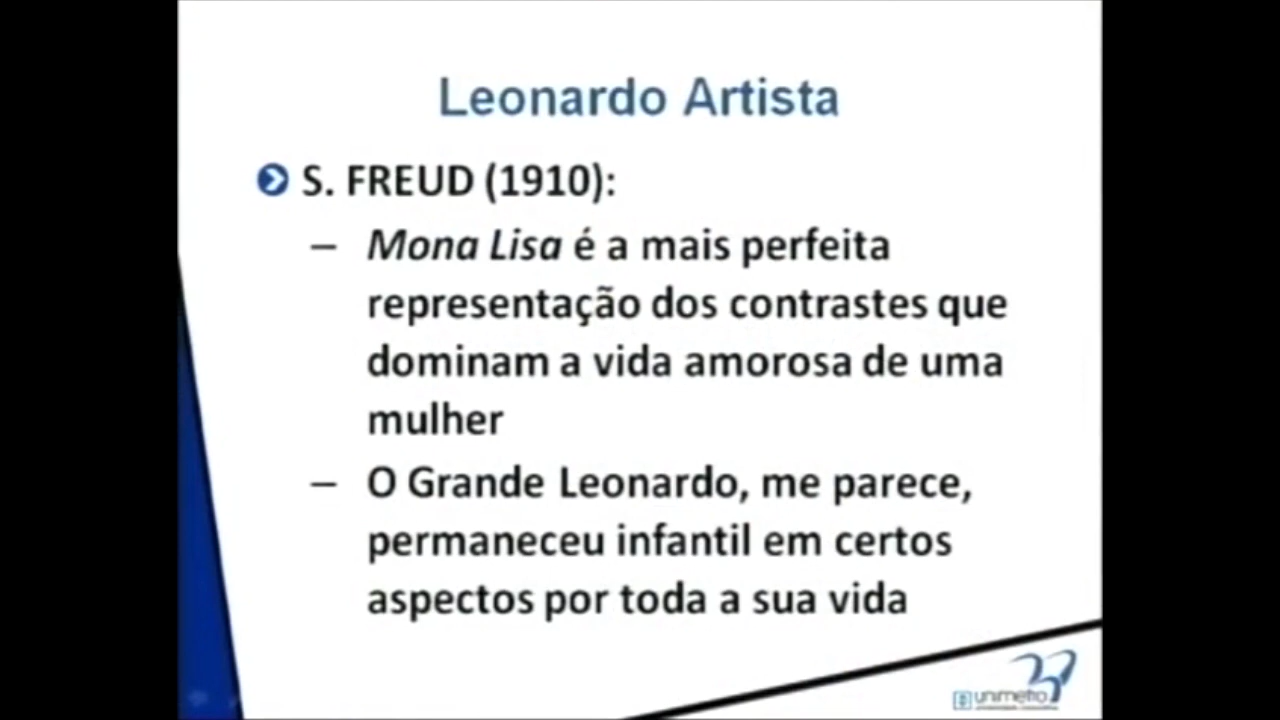 Leonardo Artista
S. FREUD (1910):
– Mona Lisa é a mais perfeita
representação dos contrastes que
dominam a vida amorosa de uma
mulher
– O Grande Leonardo, me parece,
permaneceu infantil em certos
aspectos por toda a sua vida
unimetro